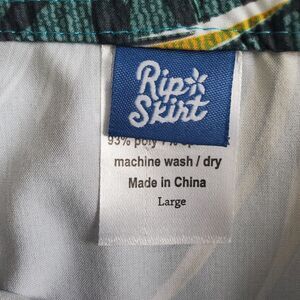 Rip
Skirt
93% poly
machine wash / dry
Made in China
Large